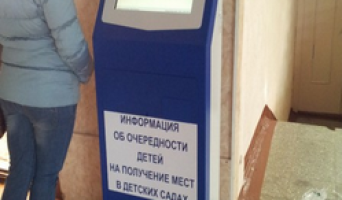 ИНФОРМАЦИЯ
ОБ ОЧЕРЕДНОСТИ
ДЕТЕЙ
НА ПОЛУЧЕНИЕ МЕСТ
В ДЕТСКИХ САДАХ